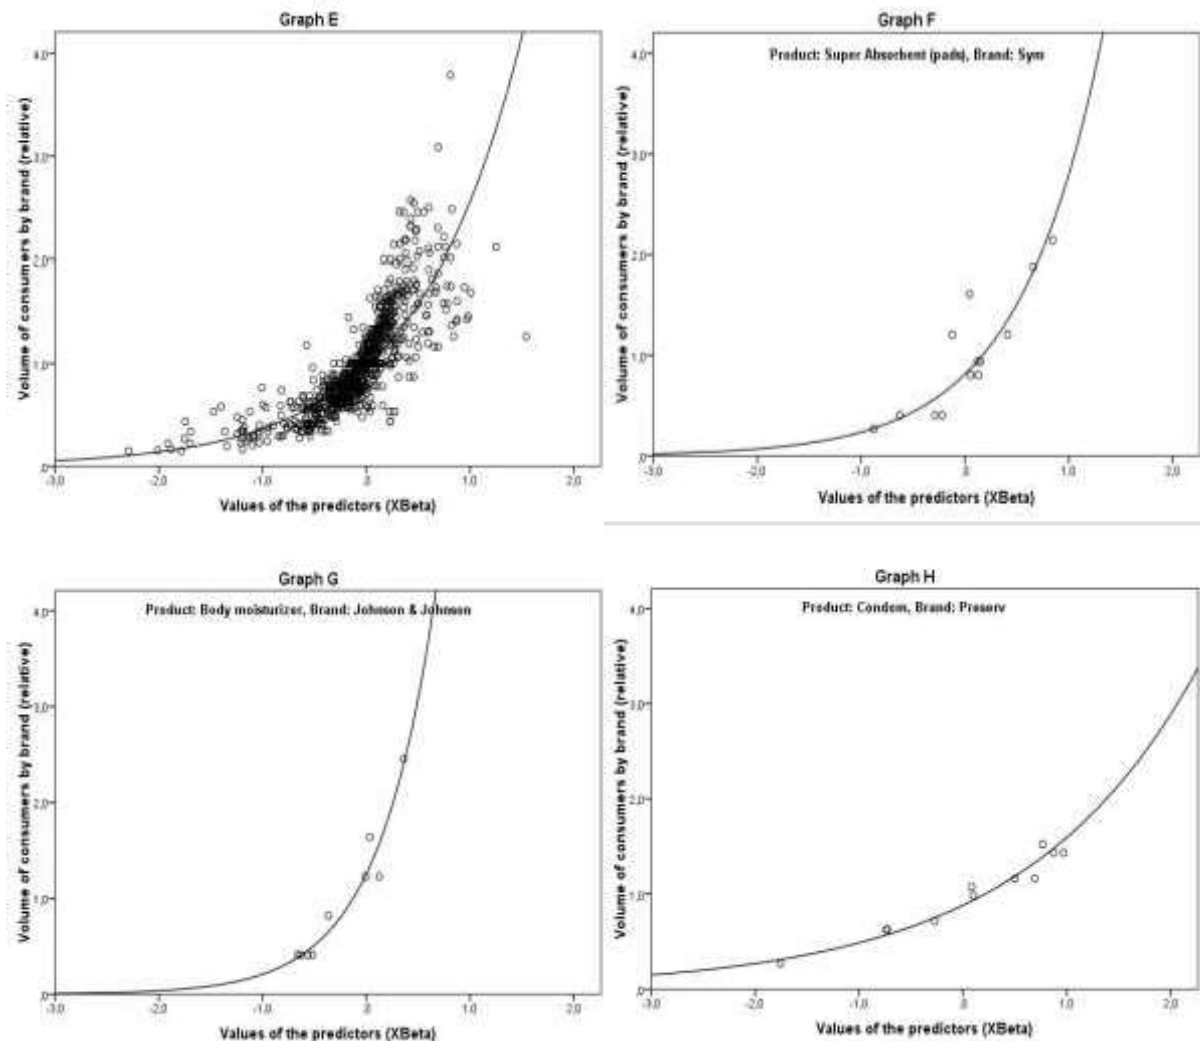 Graph E
Volume of consumers by brand (relative)
4,0
3,0
2,0
1,0
,0
-3,0 -2,0 -1,0 ,0 1,0 2,0
Values of the predictors (XBeta)
Graph F
Product: Super Absorbent (pads), Brand: Sym
Volume of consumers by brand (relative)
4,0
3,0
2,0
1,0
,0
-3,0 -2,0 -1,0 ,0 1,0 2,0
Values of the predictors (XBeta)
Graph G
Product: Body moisturizer, Brand: Johnson & Johnson
Volume of consumers by brand (relative)
4,0
3,0
2,0
1,0
,0
-3,0 -2,0 -1,0 ,0 1,0 2,0
Values of the predictors (XBeta)
Graph H
Product: Condom, Brand: Preserv
Volume of consumers by brand (relative)
4,0
3,0
2,0
1,0
,0
-3,0 -2,0 -1,0 ,0 1,0 2,0
Values of the predictors (XBeta)